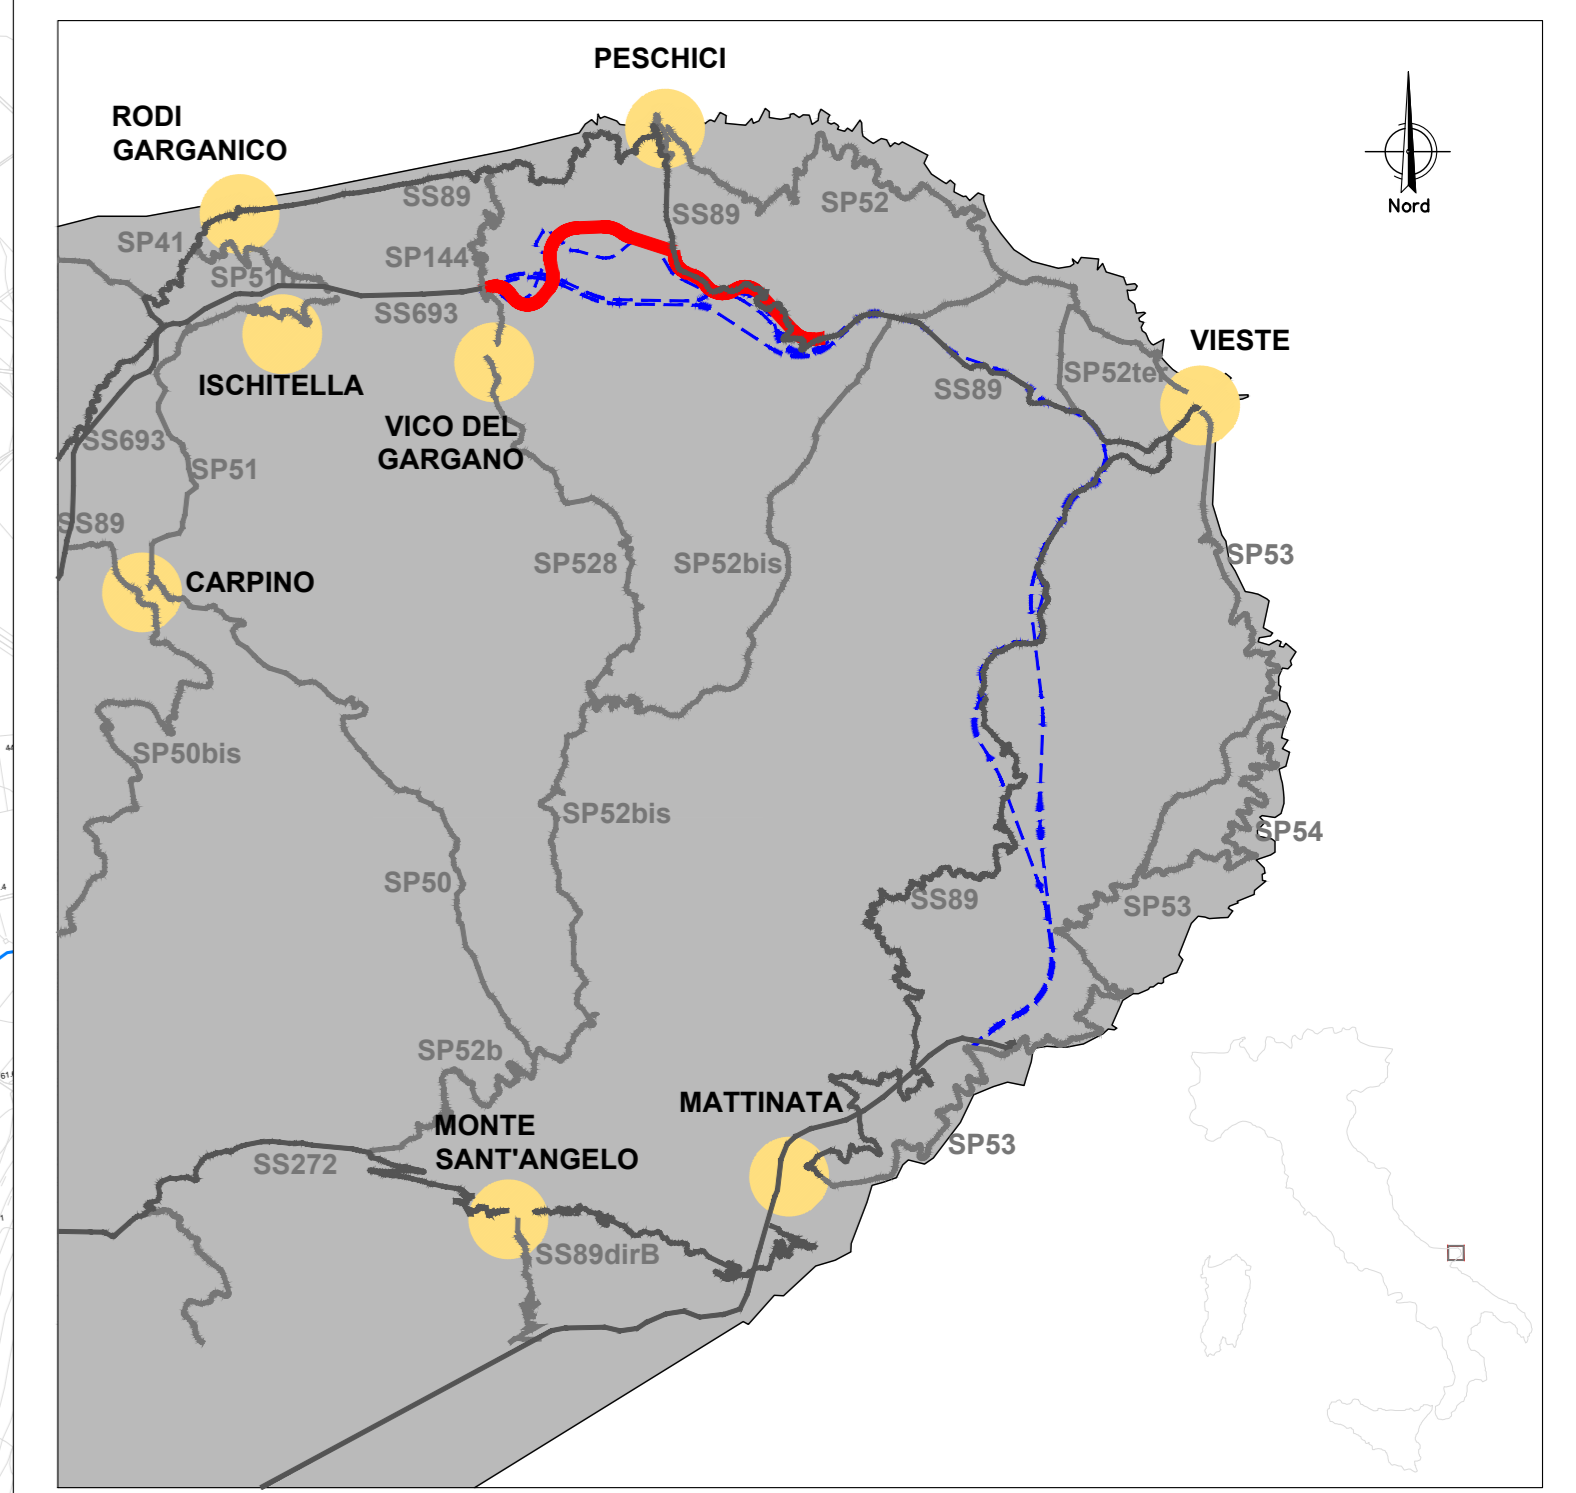 PESCHICI
RODI
GARGANICO
Nord
SS89
SP52
SS89
SP41
SP144
SP51
SS693
VIESTE
ISCHITELLA
SP52ter
SS89
VICO DEL
GARGANO
SS693
SP51
SS89
SP528
SP52bis
SP53
CARPINO
SP50bis
SP52bis
SP54
SP50
SS89
SP53
SP52b
MATTINATA
MONTE
SANT'ANGELO
SP53
SS272
SS89dirB